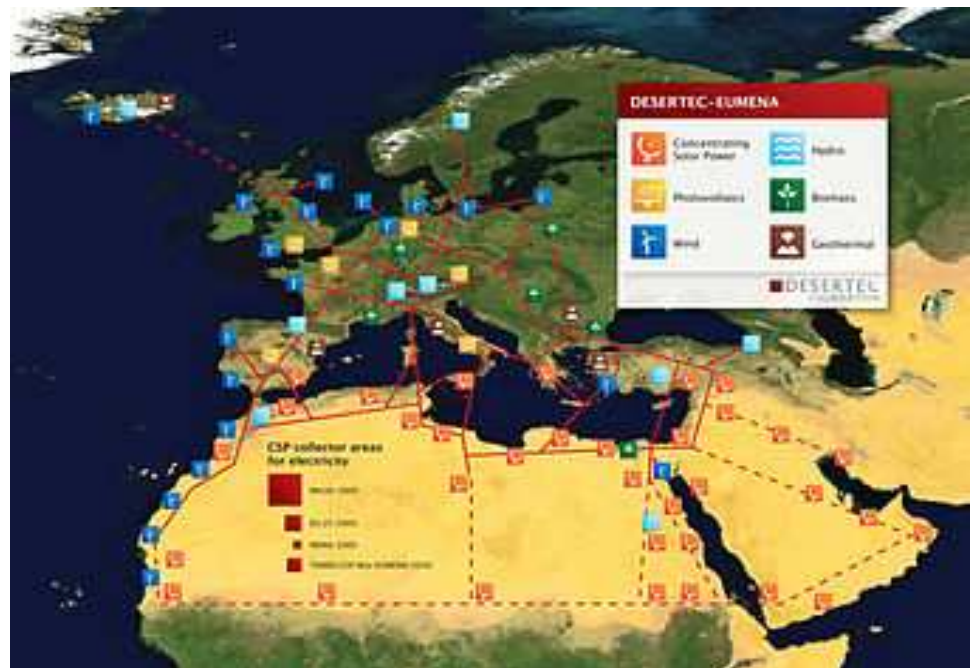 DESERTEC-EUMENA
Concentrating
Solar Power
Hydro
Photovoltaics
Biomass
Wind
Geothermal
DESERTEC
FOUNDATION
CSP collector areas
for electricity